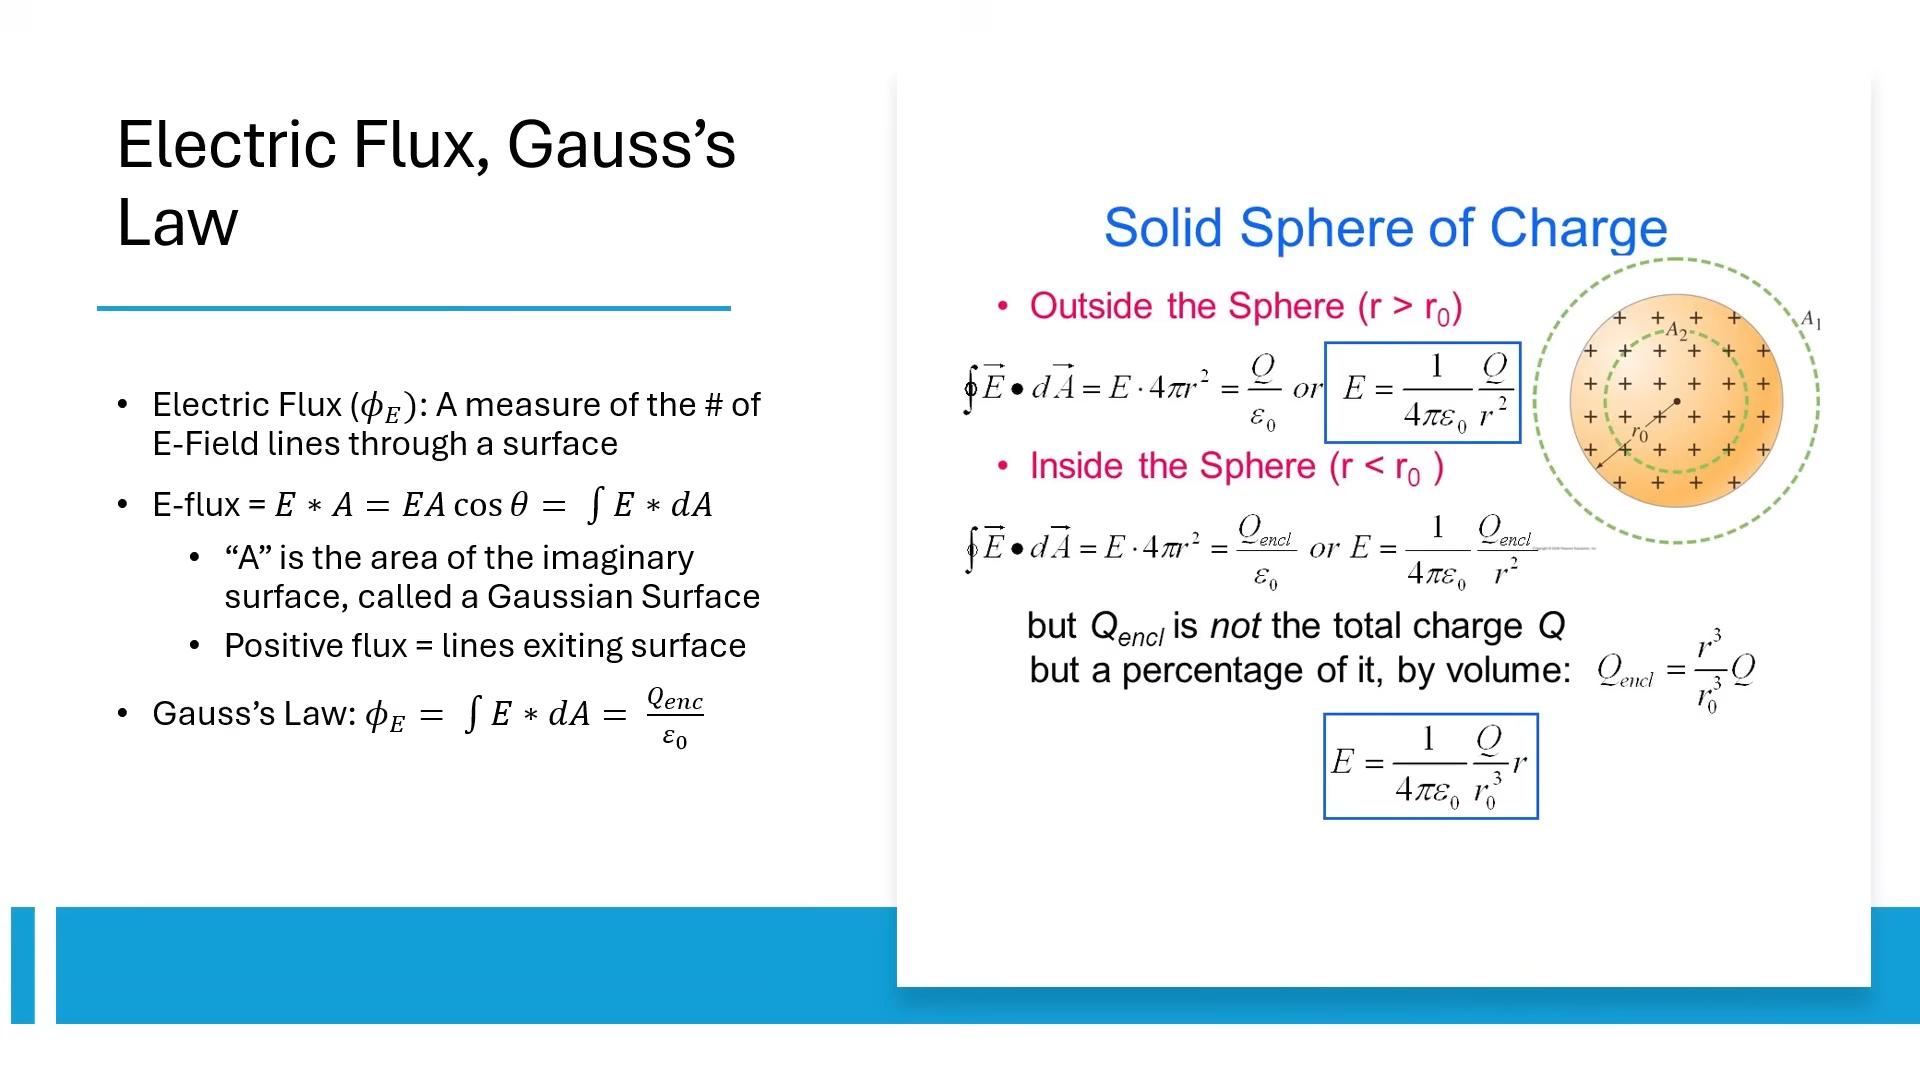 Electric Flux, Gauss’s
Law
• Electric Flux (𝜙_E): A measure of the # of
E-Field lines through a surface
• E-flux = E ∗ A = EA cos θ = ∫ E ∗ dA
• “A” is the area of the imaginary
surface, called a Gaussian Surface
• Positive flux = lines exiting surface
• Gauss’s Law: 𝜙_E = ∫ E ∗ dA = Q_enc/ε_0
Solid Sphere of Charge
• Outside the Sphere (r > r_0)
∮ E⃗ • dA⃗ = E · 4πr² = Q/ε_0 or E = 1/4πε_0 Q/r²
• Inside the Sphere (r < r_0 )
∮ E⃗ • dA⃗ = E · 4πr² = Q_encl/ε_0 or E = 1/4πε_0 Q_encl/r²
but Q_encl is not the total charge Q
but a percentage of it, by volume: Q_encl = r³/r_0³ Q
E = 1/4πε_0 Q/r_0³ r
A_1
A_2
r_0